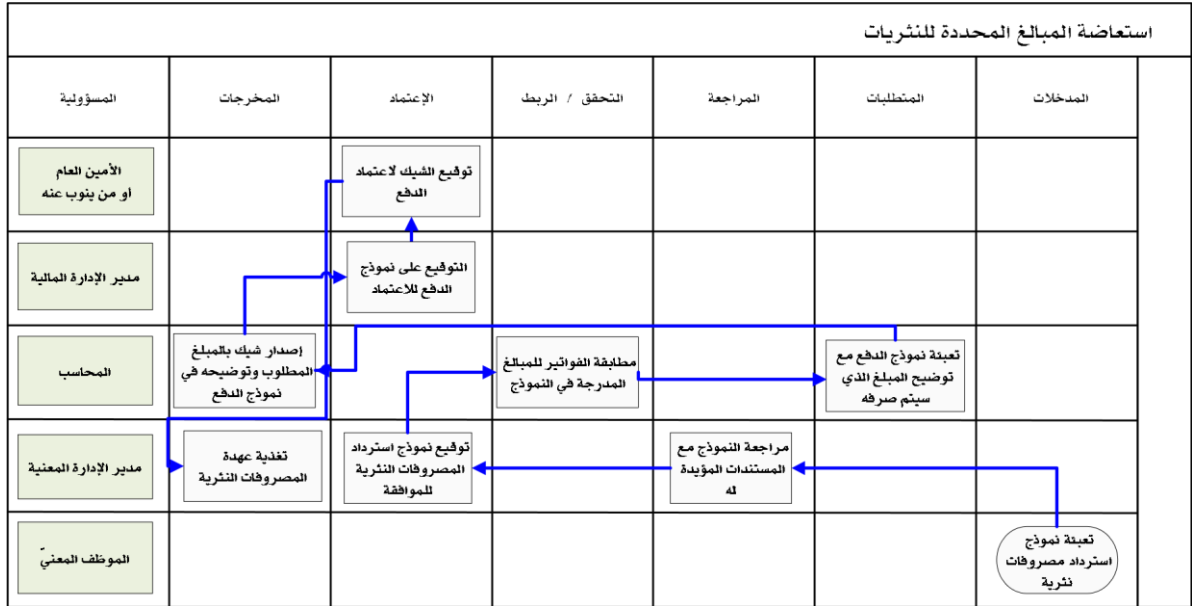 استعاضة المبالغ المحددة للنثريات
المدخلات
المتطلبات
المراجعة
التحقق / الربط
الإعتماد
المخرجات
المسؤولية
توقيع الشيك لاعتماد
الدفع
الأمين العام
او من ينوب عنه
التوقيع على نموذج
الدفع للاعتماد
مدير الإدارة المالية
تعبئة نموذج الدفع مع
توضيح المبلغ الذي
سيتم صرفه
مطابقة الفواتير للمبالغ
المدرجة في النموذج
إصدار شيك بالمبلغ
المطلوب وتوضيحه في
نموذج الدفع
المحاسب
مراجعة النموذج مع
المستندات المؤيدة
له
توقيع نموذج استرداد
المصروفات النثرية
للموافقة
تغذية عهدة
المصروفات النثرية
مدير الإدارة المعنية
تعبئة نموذج
استرداد مصروفات
نثرية
الموظف المعنيّ